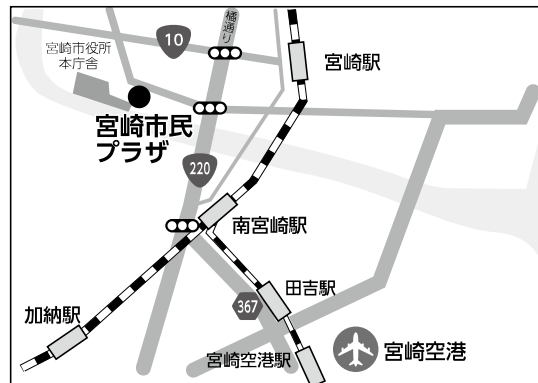 橘通り
10
宮崎市役所
本庁舎
宮崎駅
宮崎市民
プラザ
220
南宮崎駅
田吉駅
367
加納駅
宮崎空港駅
宮崎空港